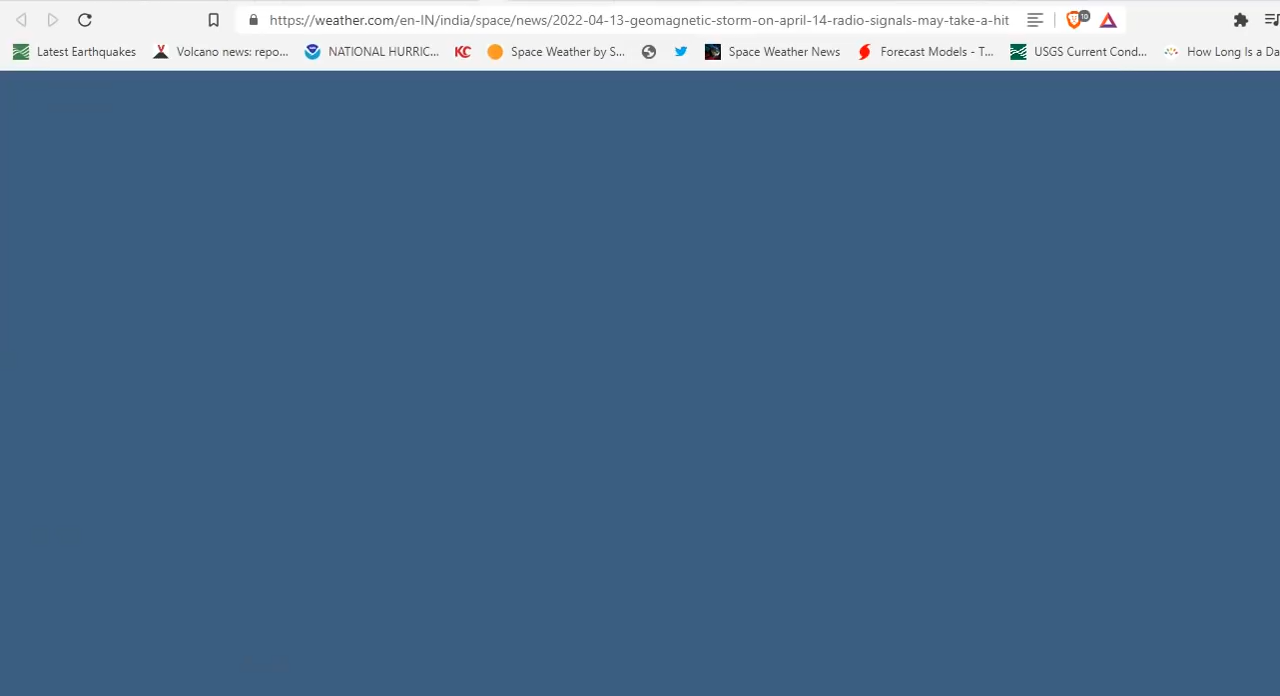 https://weather.com/en-IN/india/space/news/2022-04-13-geomagnetic-storm-on-april-14-radio-signals-may-take-a-hit 10
Latest Earthquakes Volcano news: repo... NATIONAL HURRIC... KC Space Weather by S... Space Weather News Forecast Models - T... USGS Current Cond... How Long Is a Da